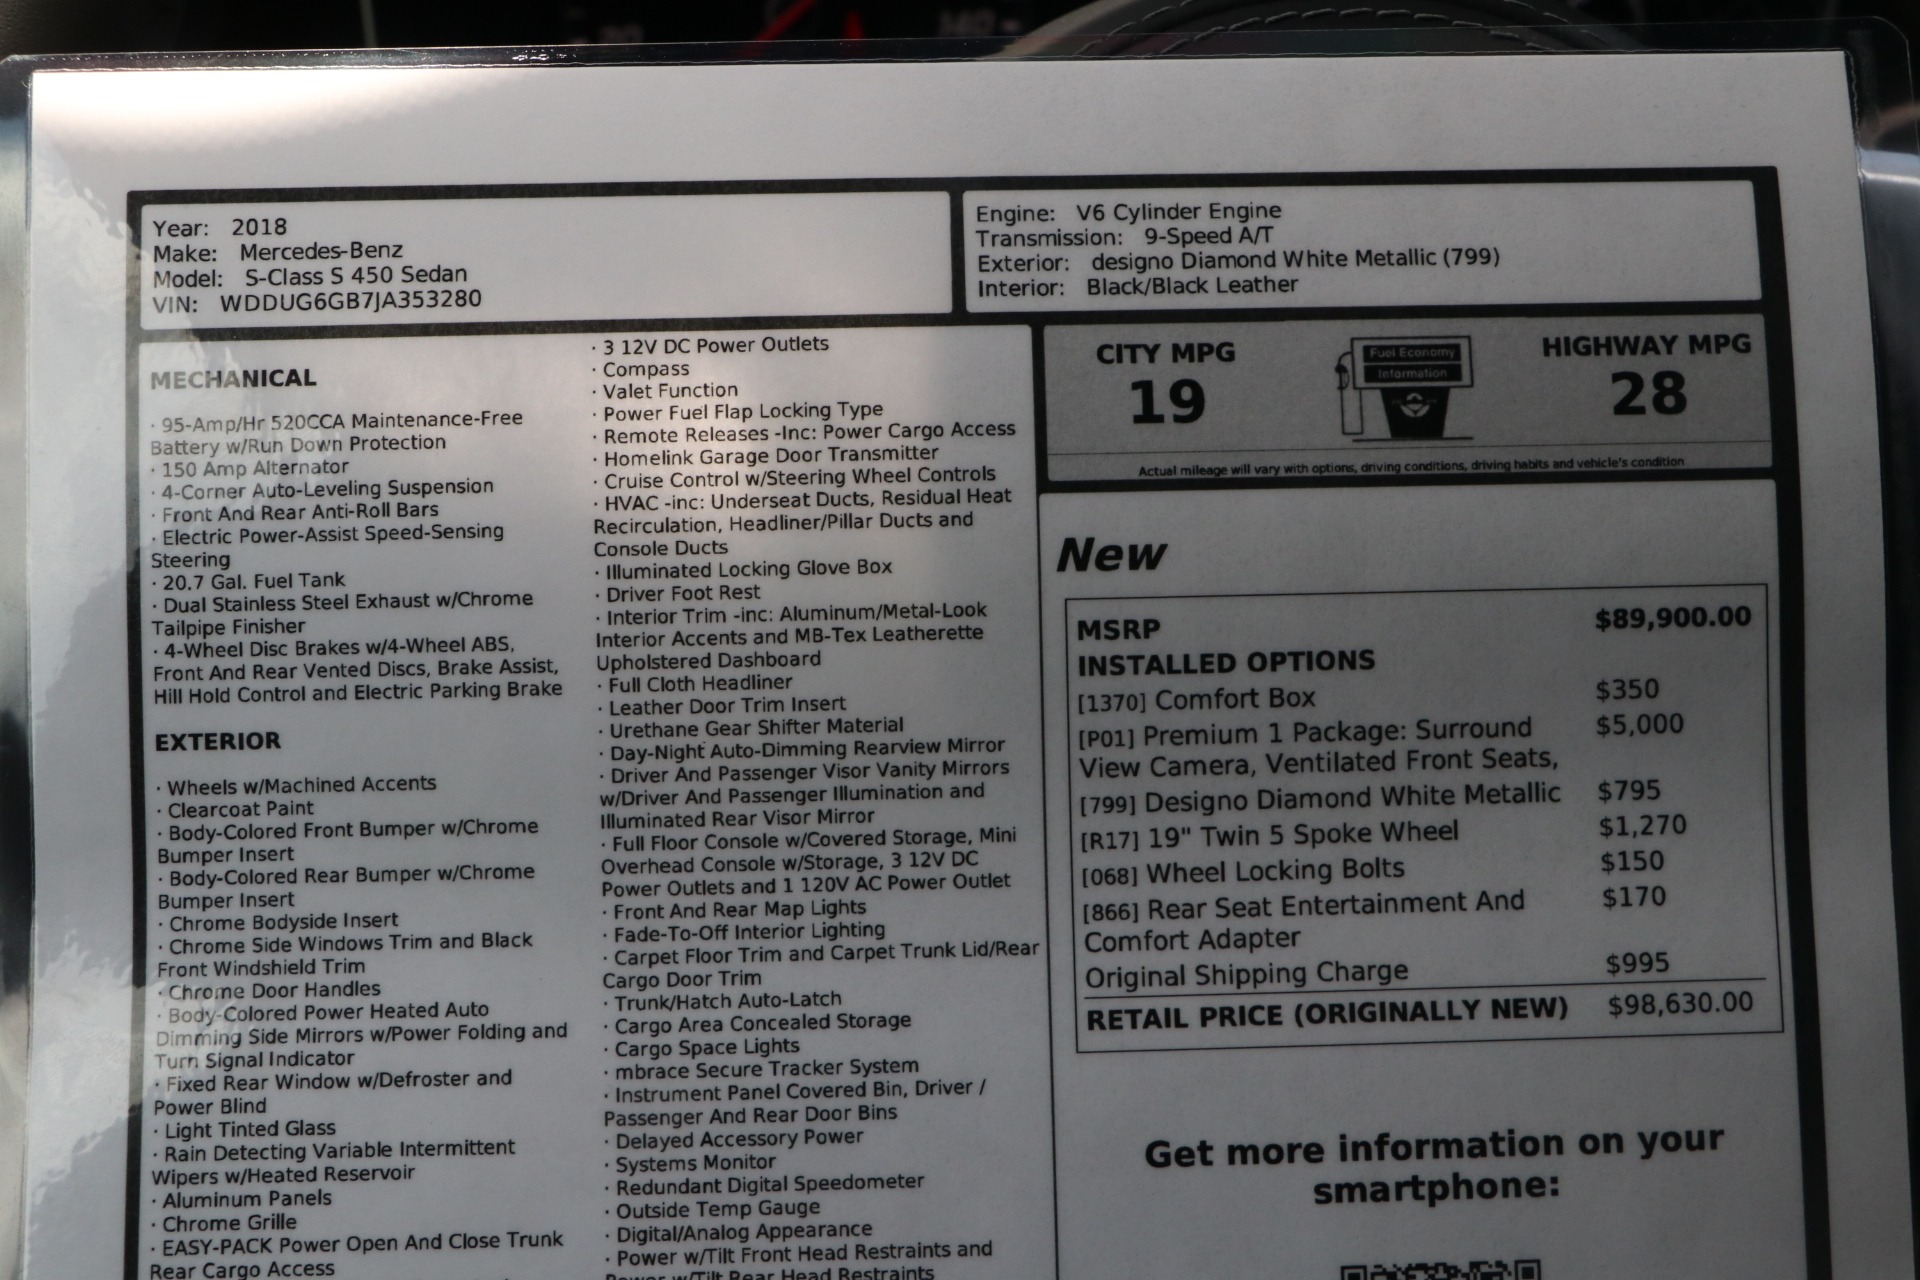 140
Year: 2018
Make: Mercedes-Benz
Model: S-Class S 450 Sedan
VIN: WDDUG6GB7JA353280
Engine: V6 Cylinder Engine
Transmission: 9-Speed A/T
Exterior: designo Diamond White Metallic (799)
Interior: Black/Black Leather
MECHANICAL
· 95-Amp/Hr 520CCA Maintenance-Free
Battery w/Run Down Protection
· 150 Amp Alternator
· 4-Corner Auto-Leveling Suspension
· Front And Rear Anti-Roll Bars
· Electric Power-Assist Speed-Sensing
Steering
· 20.7 Gal. Fuel Tank
· Dual Stainless Steel Exhaust w/Chrome
Tailpipe Finisher
· 4-Wheel Disc Brakes w/4-Wheel ABS,
Front And Rear Vented Discs, Brake Assist,
Hill Hold Control and Electric Parking Brake
EXTERIOR
· Wheels w/Machined Accents
· Clearcoat Paint
· Body-Colored Front Bumper w/Chrome
Bumper Insert
· Body-Colored Rear Bumper w/Chrome
Bumper Insert
· Chrome Bodyside Insert
· Chrome Side Windows Trim and Black
Front Windshield Trim
· Chrome Door Handles
· Body-Colored Power Heated Auto
Dimming Side Mirrors w/Power Folding and
Turn Signal Indicator
· Fixed Rear Window w/Defroster and
Power Blind
· Light Tinted Glass
· Rain Detecting Variable Intermittent
Wipers w/Heated Reservoir
· Aluminum Panels
· Chrome Grille
· EASY-PACK Power Open And Close Trunk
Rear Cargo Access
· 3 12V DC Power Outlets
· Compass
· Valet Function
· Power Fuel Flap Locking Type
· Remote Releases -Inc: Power Cargo Access
· Homelink Garage Door Transmitter
· Cruise Control w/Steering Wheel Controls
· HVAC -inc: Underseat Ducts, Residual Heat
Recirculation, Headliner/Pillar Ducts and
Console Ducts
· Illuminated Locking Glove Box
· Driver Foot Rest
· Interior Trim -inc: Aluminum/Metal-Look
Interior Accents and MB-Tex Leatherette
Upholstered Dashboard
· Full Cloth Headliner
· Leather Door Trim Insert
· Urethane Gear Shifter Material
· Day-Night Auto-Dimming Rearview Mirror
· Driver And Passenger Visor Vanity Mirrors
w/Driver And Passenger Illumination and
Illuminated Rear Visor Mirror
· Full Floor Console w/Covered Storage, Mini
Overhead Console w/Storage, 3 12V DC
Power Outlets and 1 120V AC Power Outlet
· Front And Rear Map Lights
· Fade-To-Off Interior Lighting
· Carpet Floor Trim and Carpet Trunk Lid/Rear
Cargo Door Trim
· Trunk/Hatch Auto-Latch
· Cargo Area Concealed Storage
· Cargo Space Lights
· mbrace Secure Tracker System
· Instrument Panel Covered Bin, Driver /
Passenger And Rear Door Bins
· Delayed Accessory Power
· Systems Monitor
· Redundant Digital Speedometer
· Outside Temp Gauge
· Digital/Analog Appearance
· Power w/Tilt Front Head Restraints and
Power w/Tilt Rear Head Restraints
CITY MPG
19
Fuel Economy
Information
HIGHWAY MPG
28
Actual mileage will vary with options, driving conditions, driving habits and vehicle's condition
New
MSRP $89,900.00
INSTALLED OPTIONS
[1370] Comfort Box $350
[P01] Premium 1 Package: Surround $5,000
View Camera, Ventilated Front Seats,
[799] Designo Diamond White Metallic $795
[R17] 19" Twin 5 Spoke Wheel $1,270
[068] Wheel Locking Bolts $150
[866] Rear Seat Entertainment And $170
Comfort Adapter
Original Shipping Charge $995
RETAIL PRICE (ORIGINALLY NEW) $98,630.00
Get more information on your
smartphone: